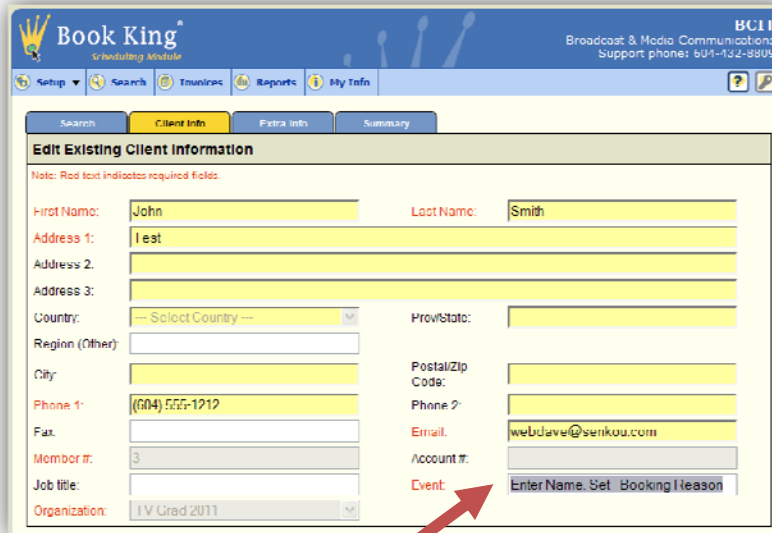 Book King®
Scheduling Module
BCIT
Broadcast & Media Communications
Support phone: 604-432-8809
Setup Search Invoices Reports My Info
Search Client Info Extra Info Summary
Edit Existing Client Information
Note: Red text indicates required fields.
First Name: John Last Name: Smith
Address 1: Test
Address 2:
Address 3:
Country: --- Select Country --- Prov/State:
Region (Other):
City: Postal/Zip Code:
Phone 1: (604) 555-1212 Phone 2:
Fax: Email: webdave@senkou.com
Member #: 3 Account #:
Job title: Event: Enter Name, Set Booking Reason
Organization: TV Grad 2011